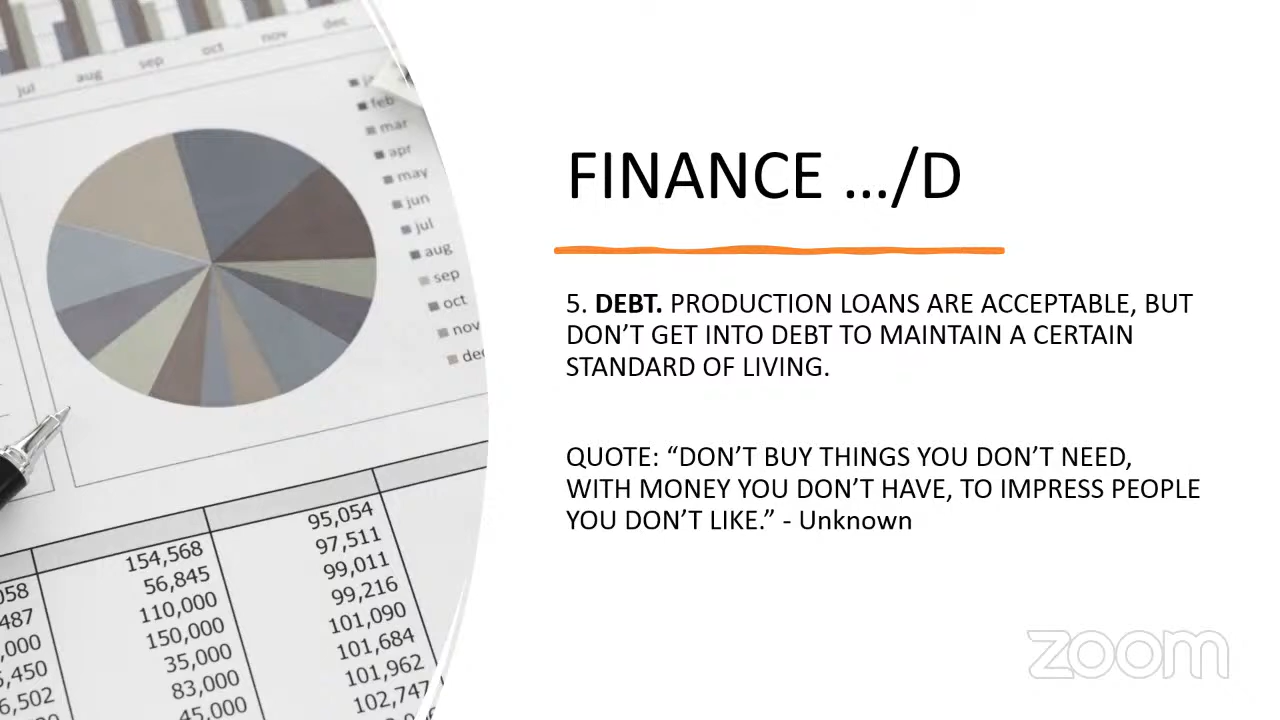 dec
nov
oct
sep
aug
jul
feb
mar
apr
may
jun
jul
aug
sep
oct
nov
FINANCE .../D
5. DEBT. PRODUCTION LOANS ARE ACCEPTABLE, BUT
DON’T GET INTO DEBT TO MAINTAIN A CERTAIN
STANDARD OF LIVING.
QUOTE: “DON’T BUY THINGS YOU DON’T NEED,
WITH MONEY YOU DON’T HAVE, TO IMPRESS PEOPLE
YOU DON’T LIKE.” - Unknown
154,568 95,054
56,845 97,511
110,000 99,011
150,000 99,216
35,000 101,090
83,000 101,684
45,000 101,962
102,747
zoom